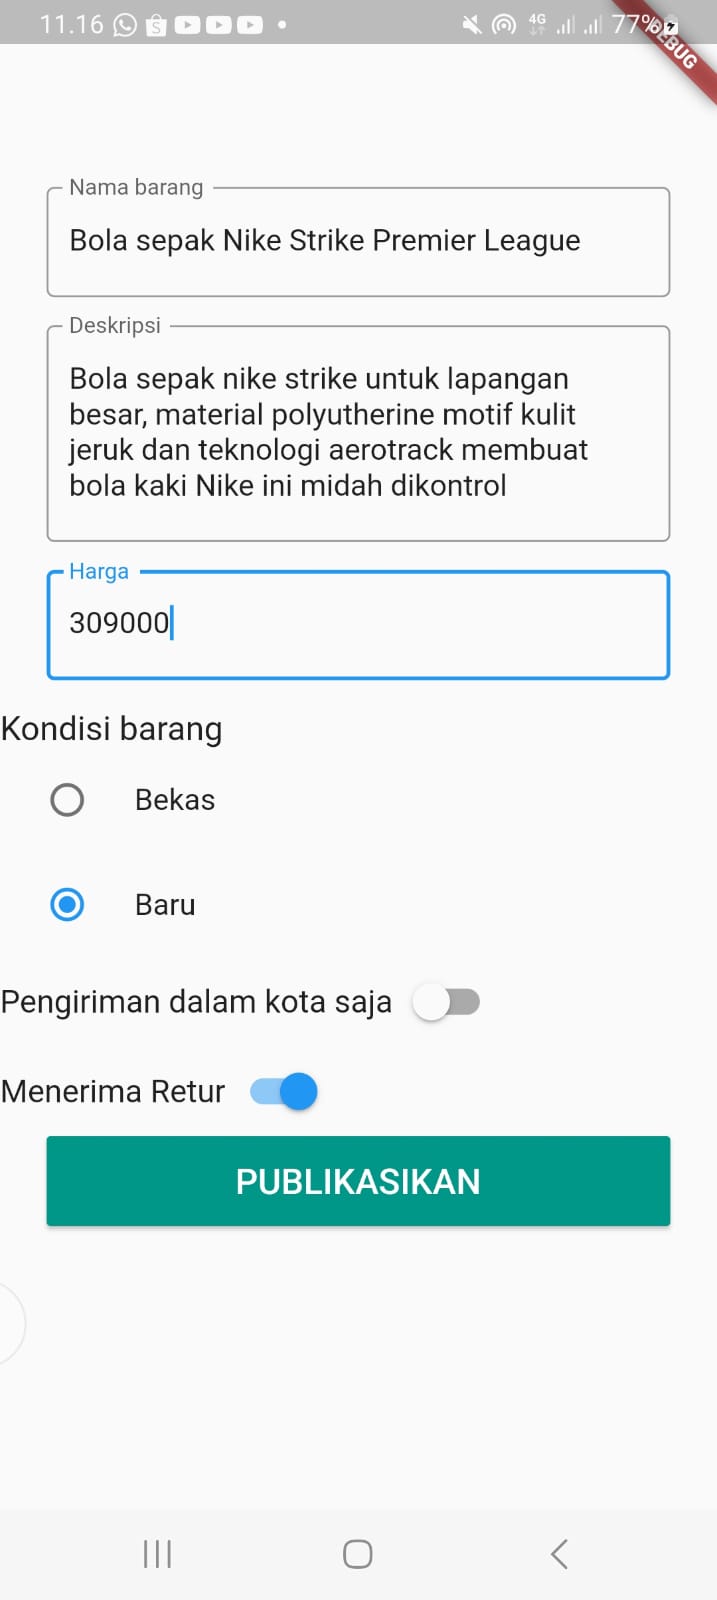 11.16
4G
77%
DEBUG
Nama barang
Bola sepak Nike Strike Premier League
Deskripsi
Bola sepak nike strike untuk lapangan
besar, material polyutherine motif kulit
jeruk dan teknologi aerotrack membuat
bola kaki Nike ini midah dikontrol
Harga
309000
Kondisi barang
Bekas
Baru
Pengiriman dalam kota saja
Menerima Retur
PUBLIKASIKAN